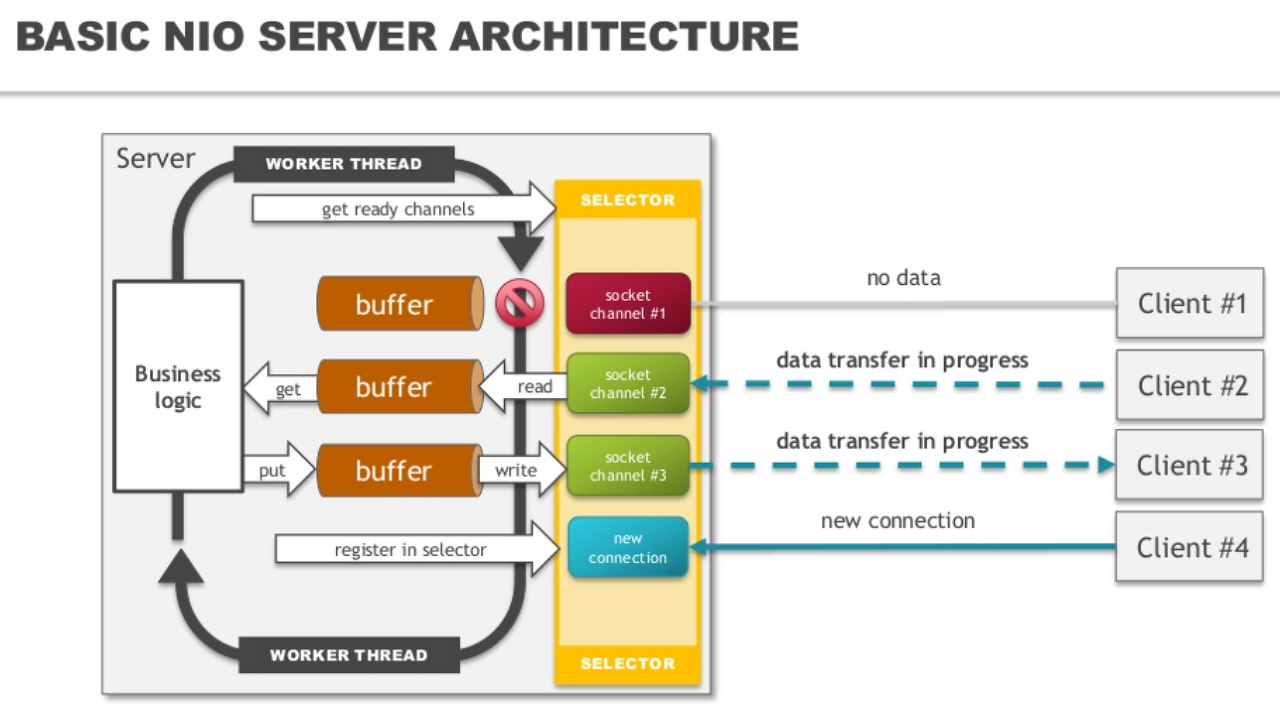 BASIC NIO SERVER ARCHITECTURE
Server
WORKER THREAD
get ready channels
SELECTOR
buffer
socket
channel #1
no data
Client #1
Business
logic
get
buffer
read
socket
channel #2
data transfer in progress
Client #2
put
buffer
write
socket
channel #3
data transfer in progress
Client #3
register in selector
new
connection
new connection
Client #4
WORKER THREAD
SELECTOR